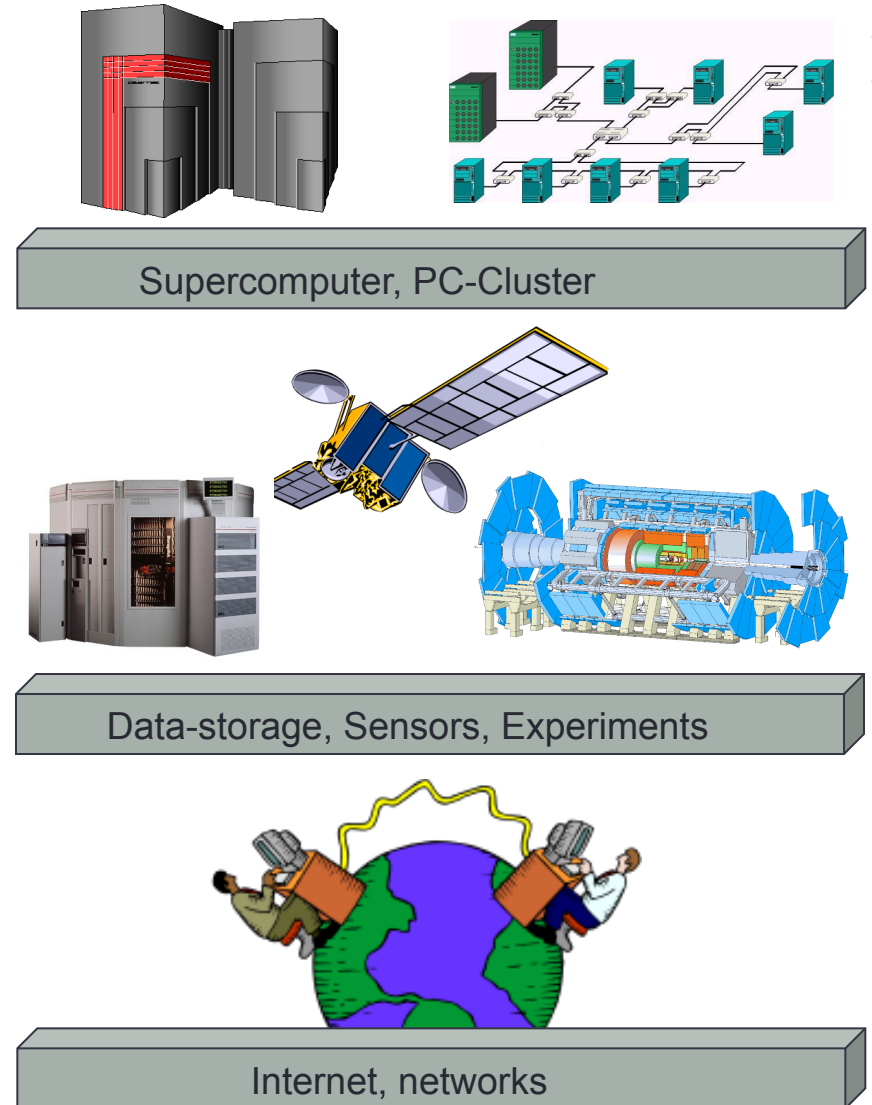 Supercomputer, PC-Cluster
Data-storage, Sensors, Experiments
Internet, networks